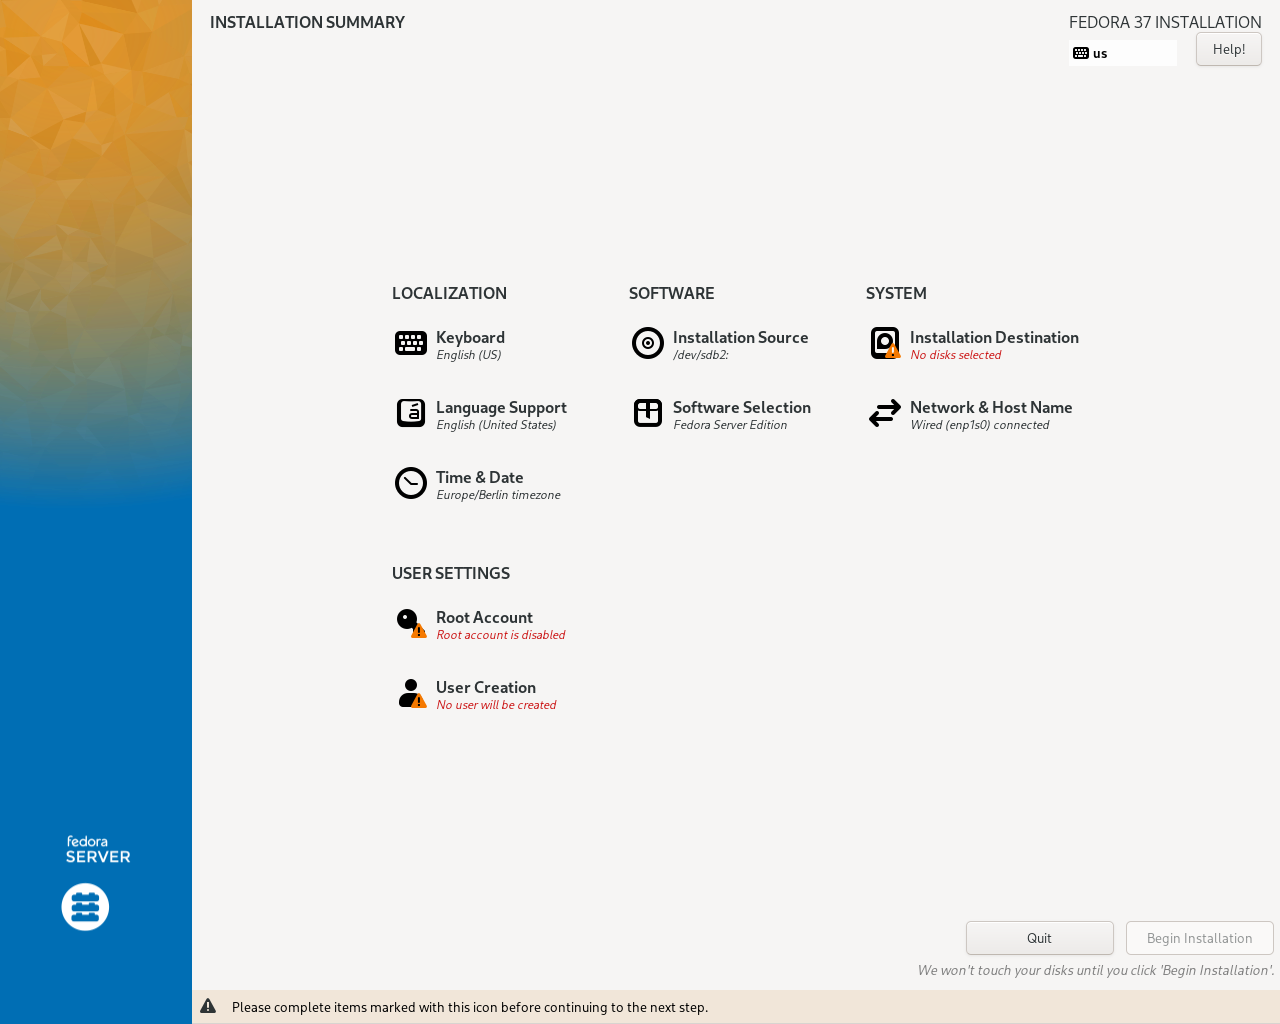 INSTALLATION SUMMARY
FEDORA 37 INSTALLATION
us
Help!
LOCALIZATION
Keyboard
English (US)
Language Support
English (United States)
Time & Date
Europe/Berlin timezone
SOFTWARE
Installation Source
/dev/sdb2:
Software Selection
Fedora Server Edition
SYSTEM
Installation Destination
No disks selected
Network & Host Name
Wired (enp1s0) connected
USER SETTINGS
Root Account
Root account is disabled
User Creation
No user will be created
fedora
SERVER
Quit
Begin Installation
We won't touch your disks until you click 'Begin Installation'.
Please complete items marked with this icon before continuing to the next step.